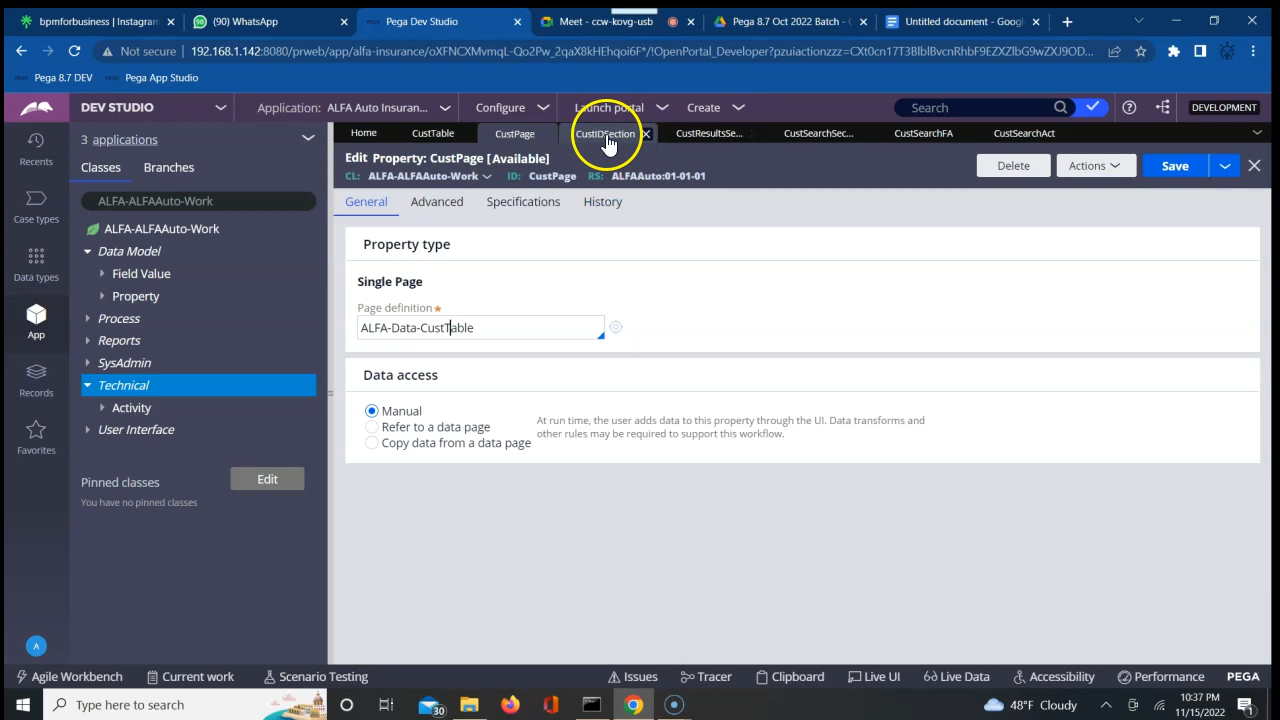 bpmforbusiness | Instagram
(90) WhatsApp
Pega Dev Studio
Meet - ccw-kovg-usb
Pega 8.7 Oct 2022 Batch -
Untitled document - Googl
Not secure | 192.168.1.142:8080/prweb/app/alfa-insurance/oXFNCXMvmqL-Qo2Pw_2qaX8kHEhqoi6F*/!OpenPortal_Developer?pzuiactionzzz=CXt0cn17T3BlblBvcnRhbF9EZXZlbG9wZXJ9OD...
Pega 8.7 DEV
Pega App Studio
DEV STUDIO
Application: ALFA Auto Insuran...
Configure
Launch portal
Create
Search
DEVELOPMENT
Recents
Case types
Data types
App
Records
Favorites
A
3 applications
Classes
Branches
ALFA-ALFAAuto-Work
ALFA-ALFAAuto-Work
Data Model
Field Value
Property
Process
Reports
SysAdmin
Technical
Activity
User Interface
Pinned classes
Edit
You have no pinned classes
Home
CustTable
CustPage
CustIDSection
CustResultsSe...
CustSearchSec...
CustSearchFA
CustSearchAct
Edit Property: CustPage [Available]
CL: ALFA-ALFAAuto-Work ID: CustPage RS: ALFAAuto:01-01-01
Delete
Actions
Save
General
Advanced
Specifications
History
Property type
Single Page
Page definition★
ALFA-Data-CustTable
Data access
Manual
Refer to a data page
Copy data from a data page
At run time, the user adds data to this property through the UI. Data transforms and
other rules may be required to support this workflow.
Agile Workbench
Current work
Scenario Testing
Issues
Tracer
Clipboard
Live UI
Live Data
Accessibility
Performance
PEGA
Type here to search
30
48°F Cloudy
10:37 PM
11/15/2022
1